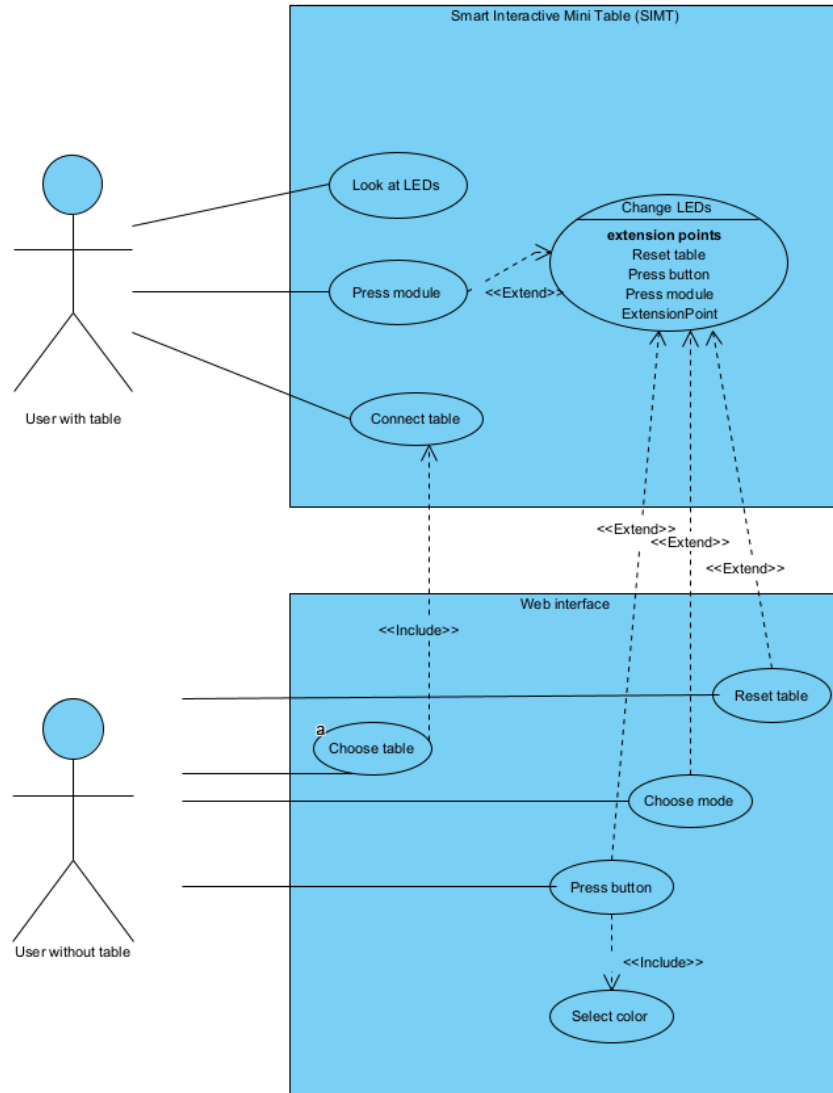 Smart Interactive Mini Table (SIMT)
Look at LEDs
Change LEDs
extension points
Reset table
Press button
Press module
ExtensionPoint
Press module
<<Extend>>
Connect table
User with table
<<Extend>>
<<Extend>>
<<Extend>>
Web interface
<<Include>>
Reset table
a
Choose table
Choose mode
Press button
User without table
<<Include>>
Select color